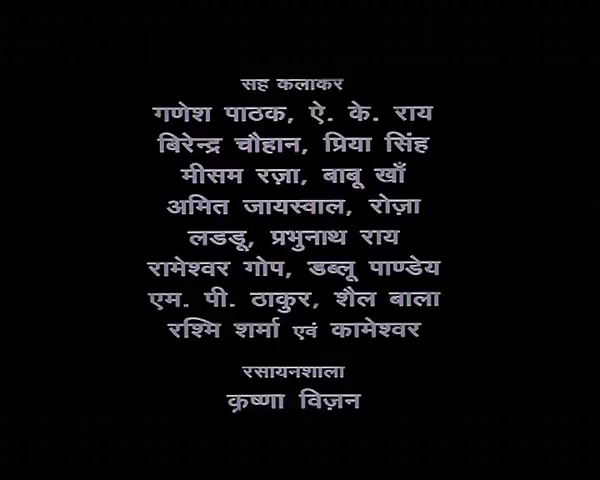 सह कलाकर
गणेश पाठक, ऐ. के. राय
बिरेन्द्र चौहान, प्रिया सिंह
मीसम रज़ा, बाबू खाँ
अमित जायस्वाल, रोज़ा
लडडू, प्रभुनाथ राय
रामेश्वर गोप, डब्लू पाण्डेय
एम. पी. ठाकुर, शैल बाला
रश्मि शर्मा एवं कामेश्वर
रसायनशाला
कृष्णा विज़न